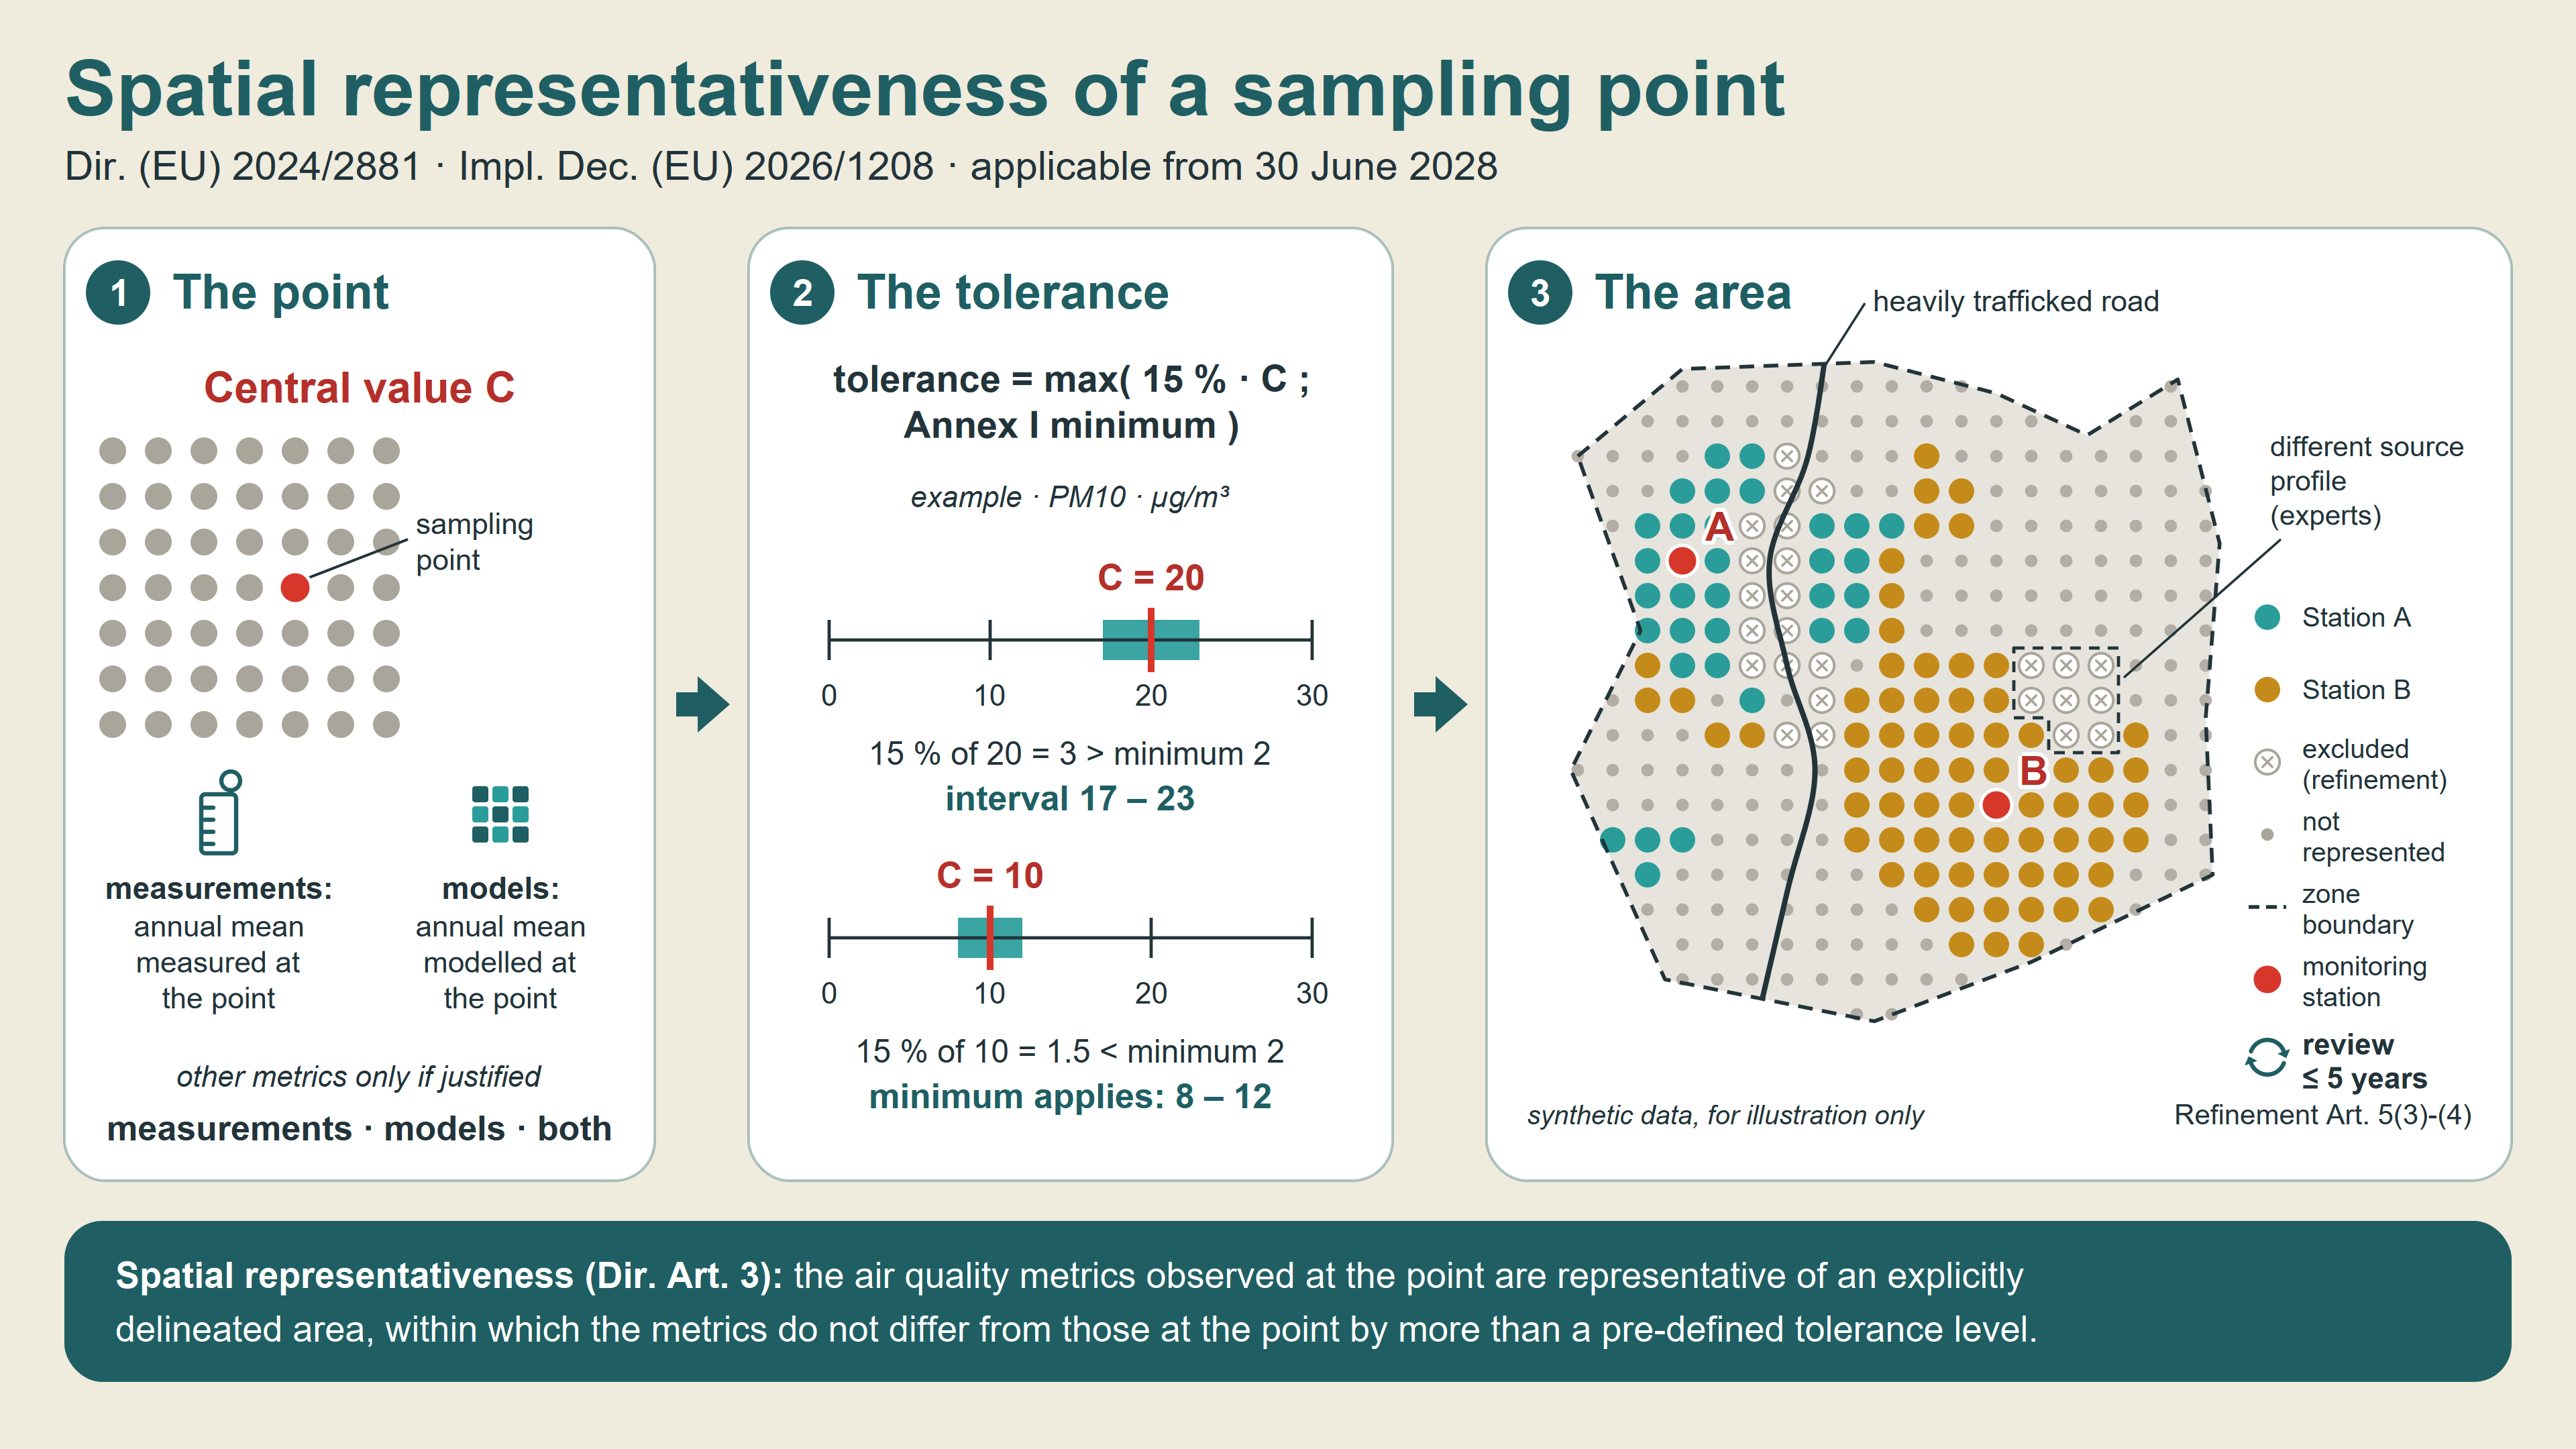 Spatial representativeness of a sampling point
Dir. (EU) 2024/2881 · Impl. Dec. (EU) 2026/1208 · applicable from 30 June 2028
1 The point
Central value C
sampling
point
measurements:
annual mean
measured at
the point
models:
annual mean
modelled at
the point
other metrics only if justified
measurements · models · both
2 The tolerance
tolerance = max( 15 % · C ;
Annex I minimum )
example · PM10 · µg/m³
C = 20
0 10 20 30
15 % of 20 = 3 > minimum 2
interval 17 – 23
C = 10
0 10 20 30
15 % of 10 = 1.5 < minimum 2
minimum applies: 8 – 12
3 The area
heavily trafficked road
different source
profile
(experts)
A
B
Station A
Station B
excluded
(refinement)
not
represented
zone
boundary
monitoring
station
review
≤ 5 years
synthetic data, for illustration only
Refinement Art. 5(3)-(4)
Spatial representativeness (Dir. Art. 3): the air quality metrics observed at the point are representative of an explicitly
delineated area, within which the metrics do not differ from those at the point by more than a pre-defined tolerance level.